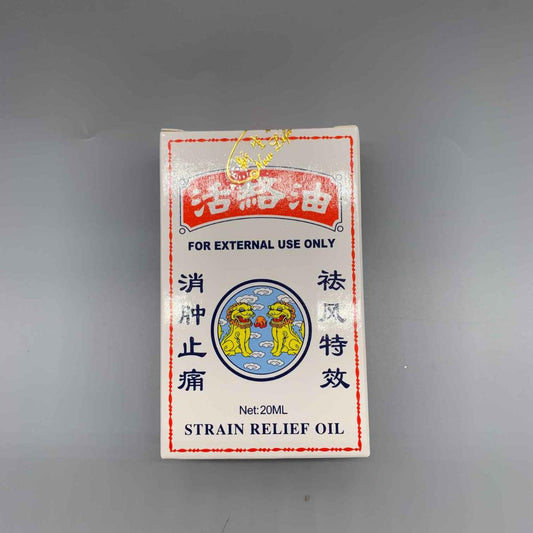 活絡油
FOR EXTERNAL USE ONLY
祛风特效
消肿止痛
Net:20ML
STRAIN RELIEF OIL